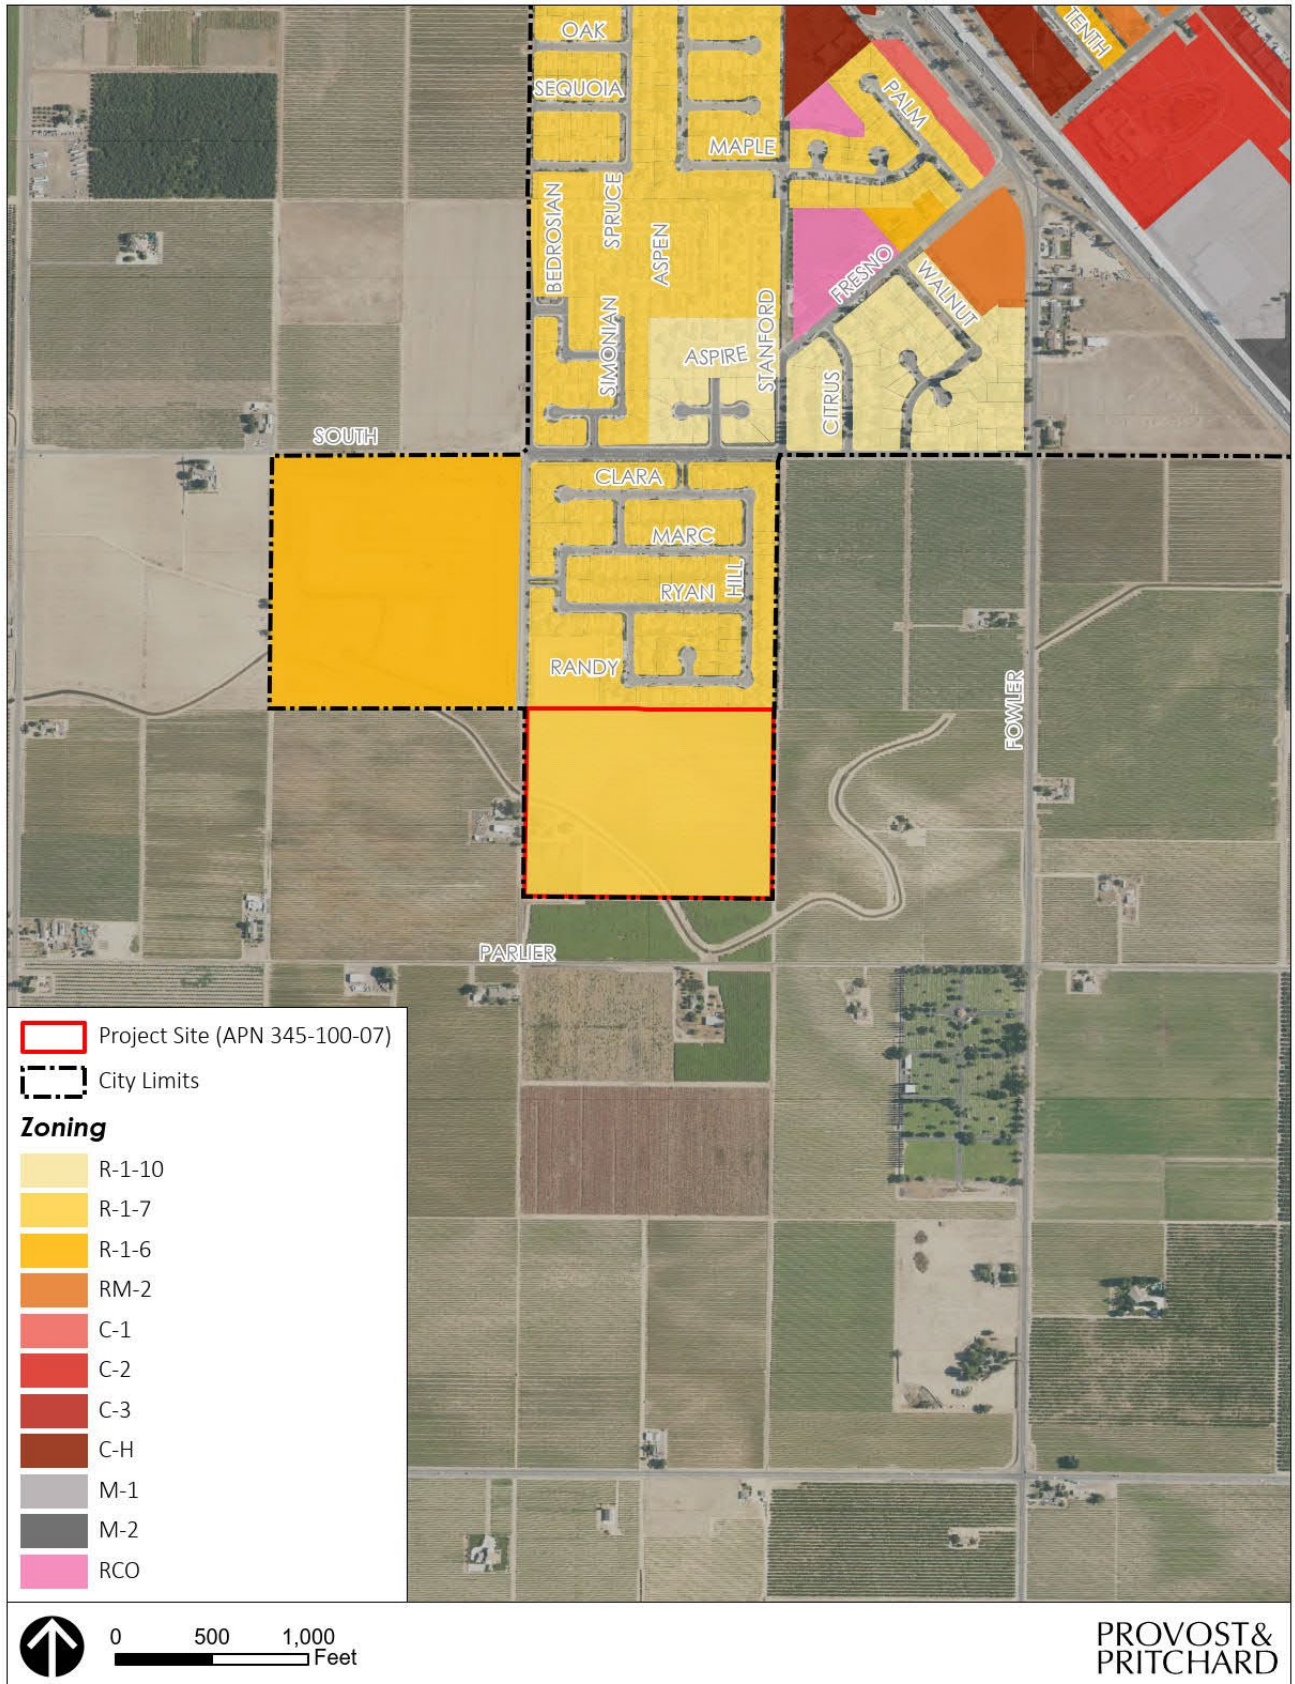 OAK
TENTH
SEQUOIA
PALM
MAPLE
BEDROSIAN
SPRUCE
ASPEN
FRESNO
WALNUT
SIMONIAN
STANFORD
ASPIRE
CITRUS
SOUTH
CLARA
MARC
HILL
RYAN
RANDY
FOWLER
PARLIER
Project Site (APN 345-100-07)
City Limits
Zoning
R-1-10
R-1-7
R-1-6
RM-2
C-1
C-2
C-3
C-H
M-1
M-2
RCO
0 500 1,000
Feet
PROVOST&
PRITCHARD